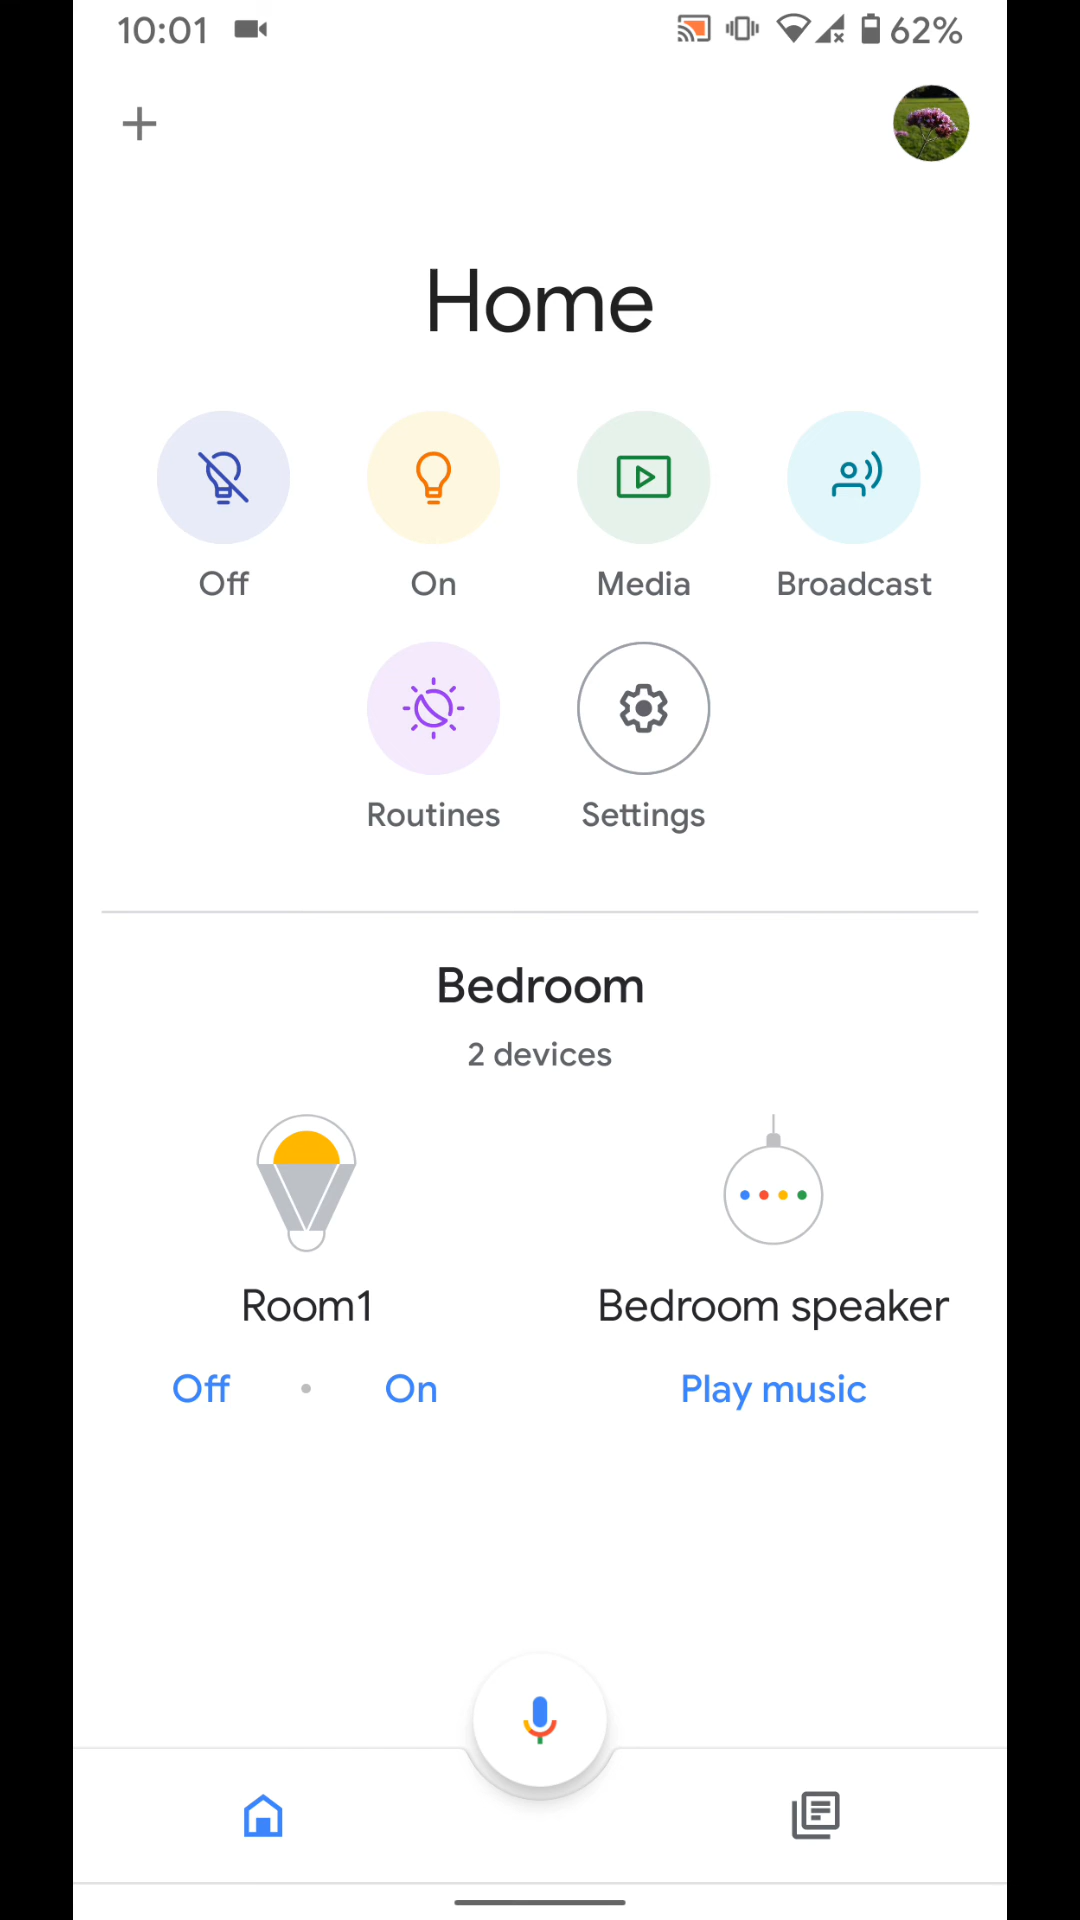 10:01 62%
Home
Off On Media Broadcast
Routines Settings
Bedroom
2 devices
Room1 Bedroom speaker
Off • On Play music